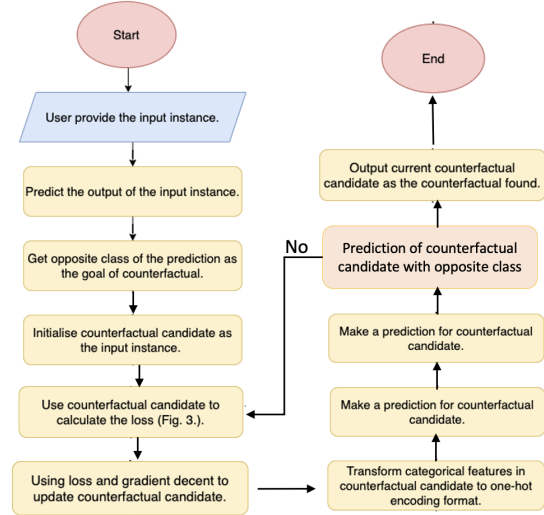 Start
User provide the input instance.
Predict the output of the input instance.
Get opposite class of the prediction as
the goal of counterfactual.
Initialise counterfactual candidate as
the input instance.
Use counterfactual candidate to
calculate the loss (Fig. 3.).
Using loss and gradient decent to
update counterfactual candidate.
Transform categorical features in
counterfactual candidate to one-hot
encoding format.
Make a prediction for counterfactual
candidate.
Make a prediction for counterfactual
candidate.
Prediction of counterfactual
candidate with opposite class
No
Output current counterfactual
candidate as the counterfactual found.
End